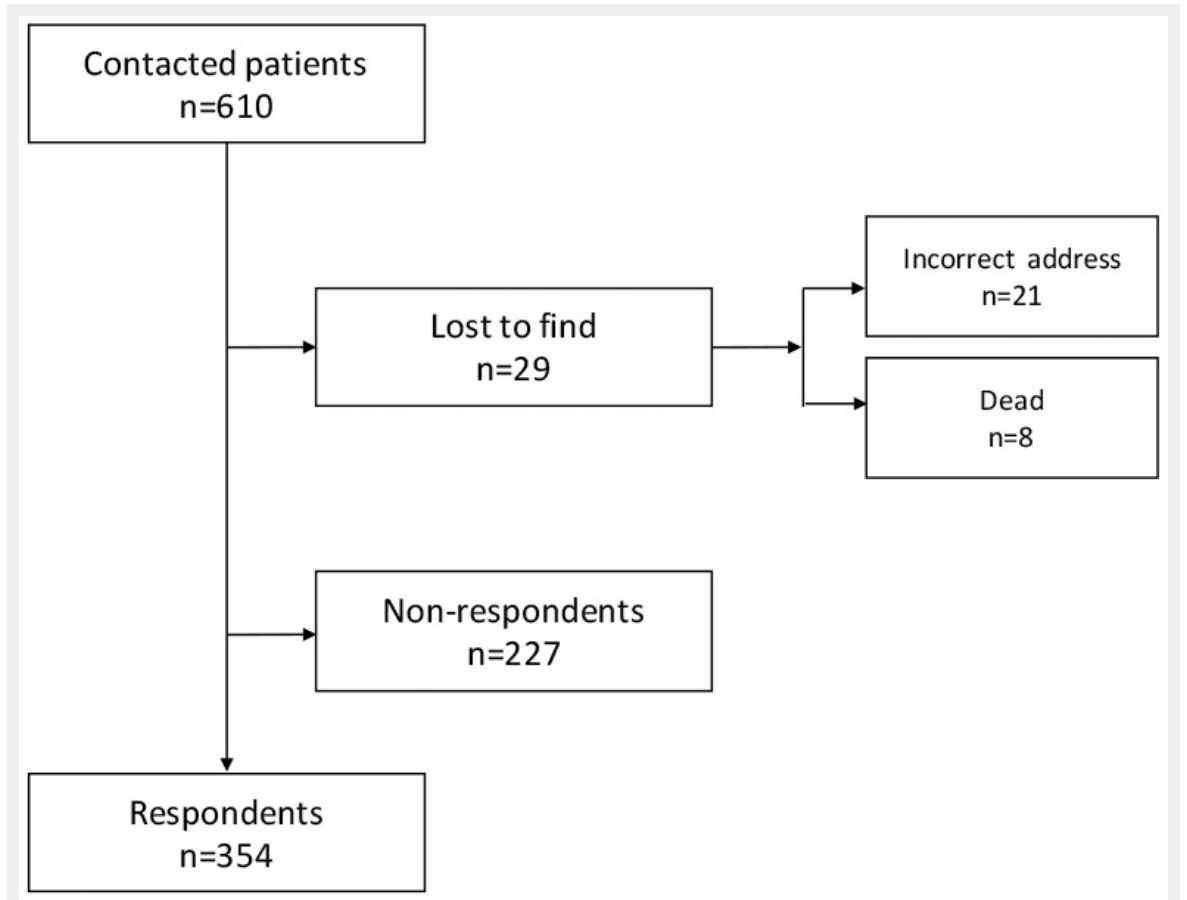 Contacted patients
n=610
Incorrect address
n=21
Lost to find
n=29
Dead
n=8
Non-respondents
n=227
Respondents
n=354